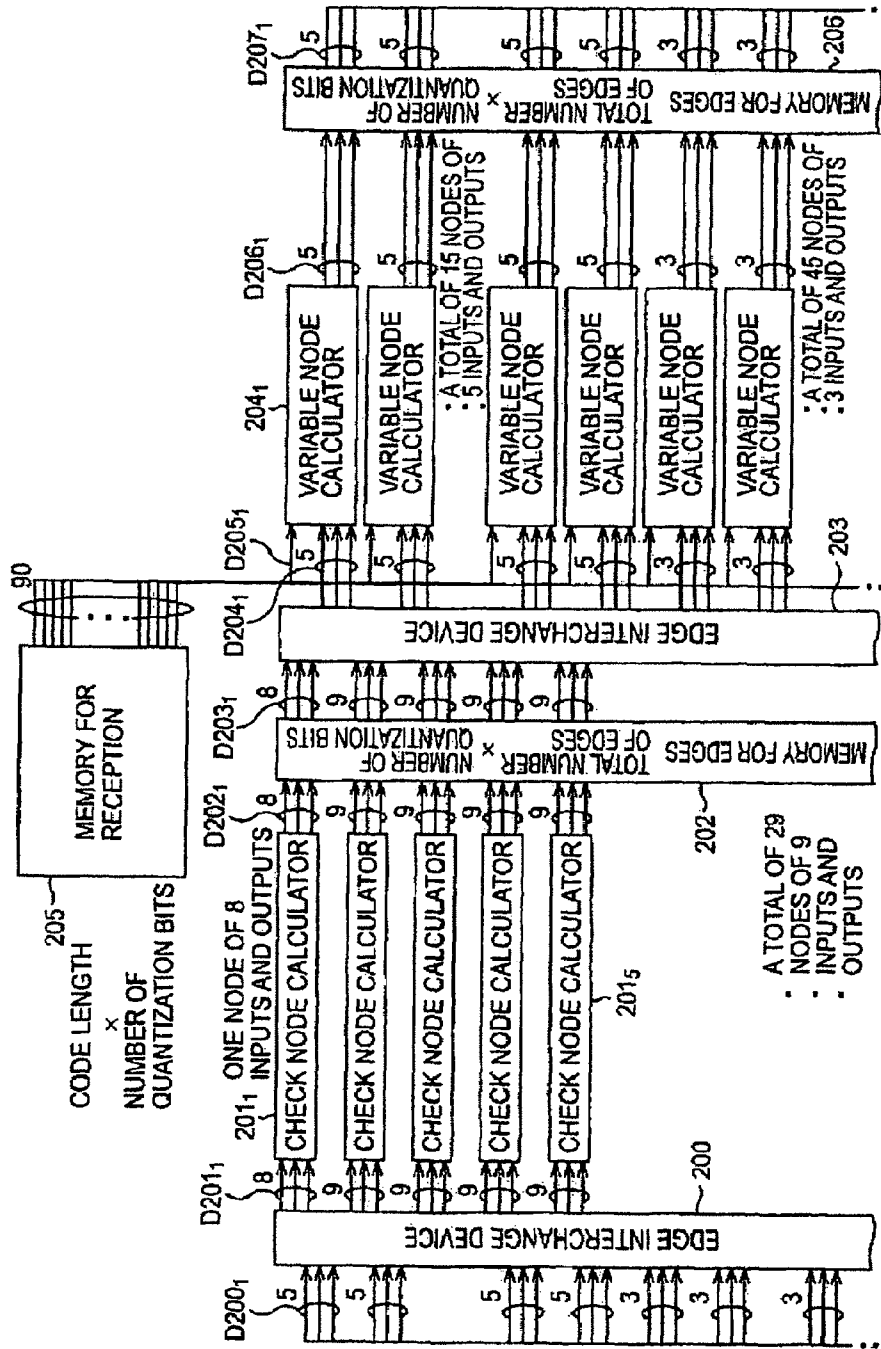 90
MEMORY FOR
RECEPTION
205
CODE LENGTH
×
NUMBER OF
QUANTIZATION BITS
D200₁
5
5
5
5
3
3
3
EDGE INTERCHANGE DEVICE
200
D201₁
8
9
9
9
9
201₁
ONE NODE OF 8
INPUTS AND OUTPUTS
CHECK NODE CALCULATOR
CHECK NODE CALCULATOR
CHECK NODE CALCULATOR
CHECK NODE CALCULATOR
CHECK NODE CALCULATOR
201₅
A TOTAL OF 29
NODES OF 9
INPUTS AND
OUTPUTS
D202₁
8
9
9
9
9
MEMORY FOR EDGES
TOTAL NUMBER
OF EDGES
×
NUMBER OF
QUANTIZATION BITS
202
D203₁
8
9
9
9
9
EDGE INTERCHANGE DEVICE
203
D204₁
D205₁
5
5
5
5
3
3
204₁
VARIABLE NODE
CALCULATOR
VARIABLE NODE
CALCULATOR
A TOTAL OF 15 NODES OF
5 INPUTS AND OUTPUTS
VARIABLE NODE
CALCULATOR
VARIABLE NODE
CALCULATOR
VARIABLE NODE
CALCULATOR
VARIABLE NODE
CALCULATOR
A TOTAL OF 45 NODES OF
3 INPUTS AND OUTPUTS
D206₁
5
5
5
5
3
3
MEMORY FOR EDGES
TOTAL NUMBER
OF EDGES
×
NUMBER OF
QUANTIZATION BITS
206
D207₁
5
5
5
5
3
3